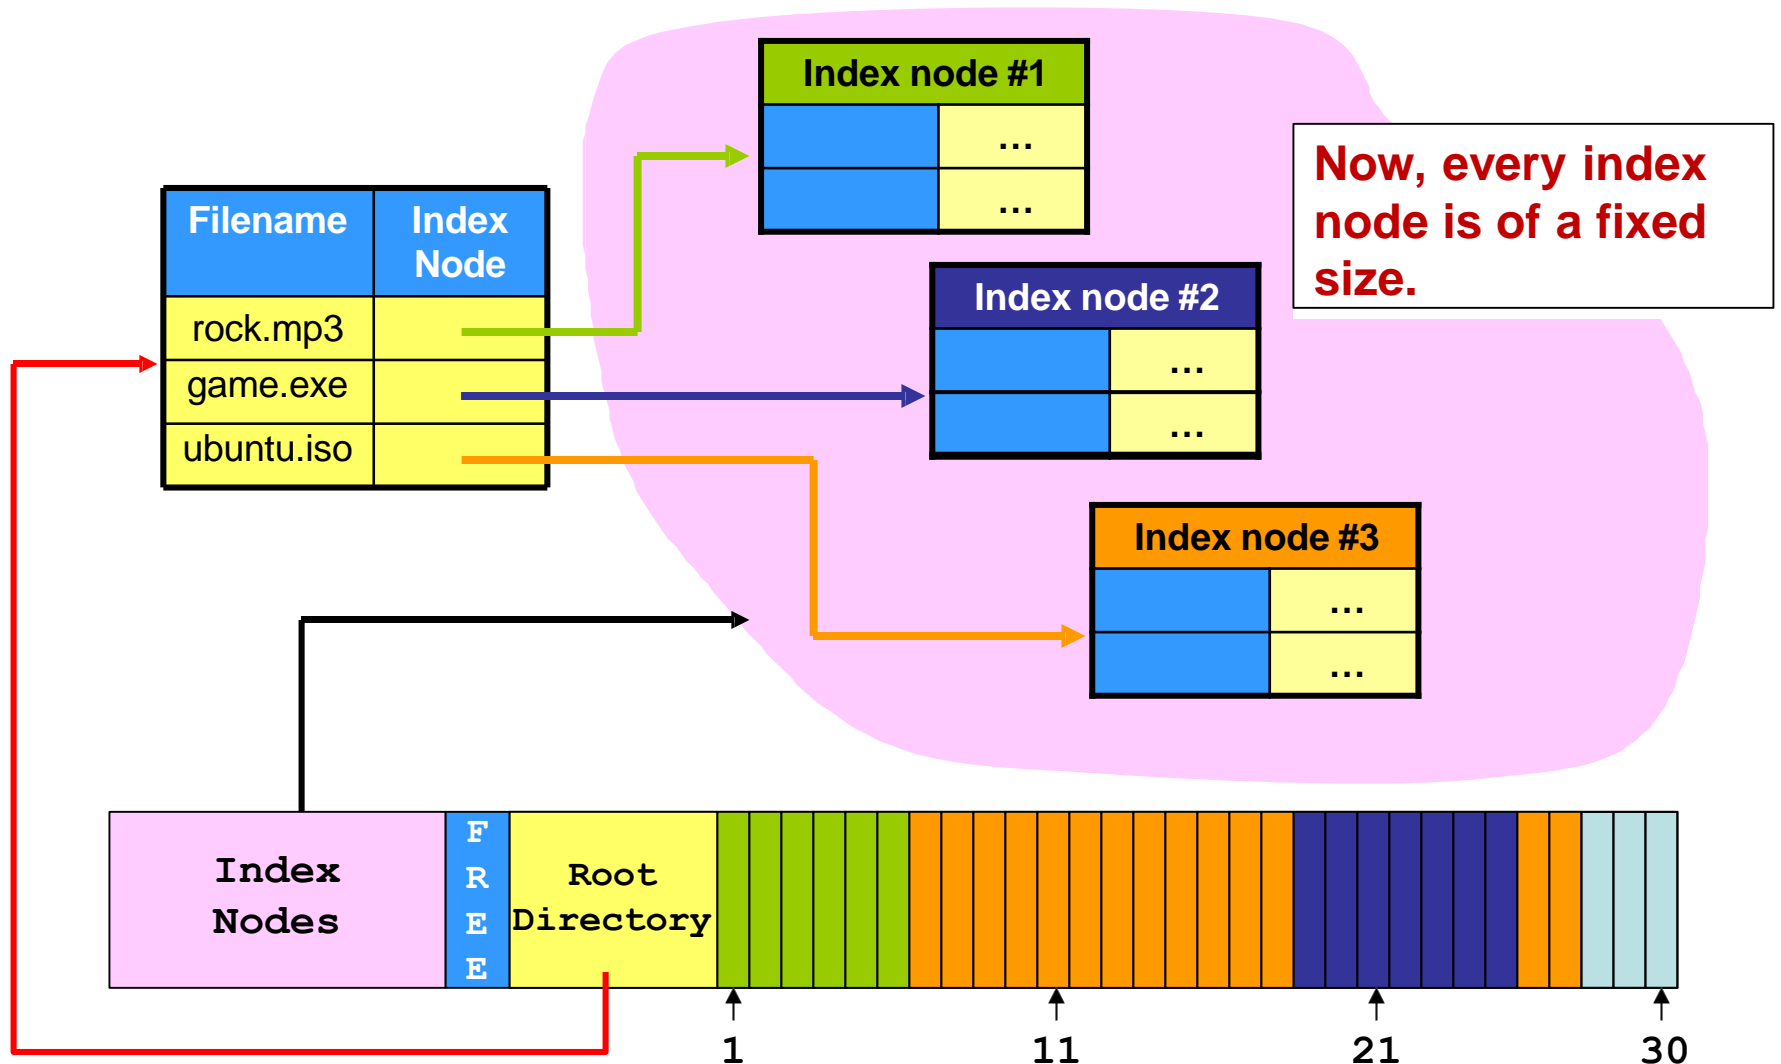 Index node #1
…
…
Now, every index
node is of a fixed
size.
Filename
Index
Node
rock.mp3
game.exe
ubuntu.iso
Index node #2
…
…
Index node #3
…
…
Index
Nodes
F
R
E
E
Root
Directory
1
11
21
30